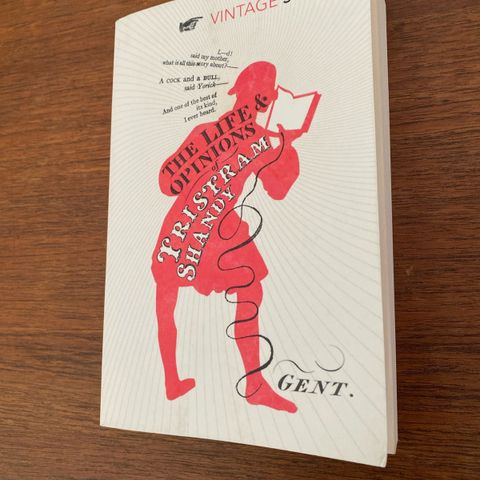 VINTAGE
L—d!
said my mother,
what is all this story about?—
A COCK and a BULL,
said Yorick—
And one of the best of
its kind,
I ever heard.
THE LIFE &
OPINIONS
of
TRISTRAM
SHANDY
GENT.